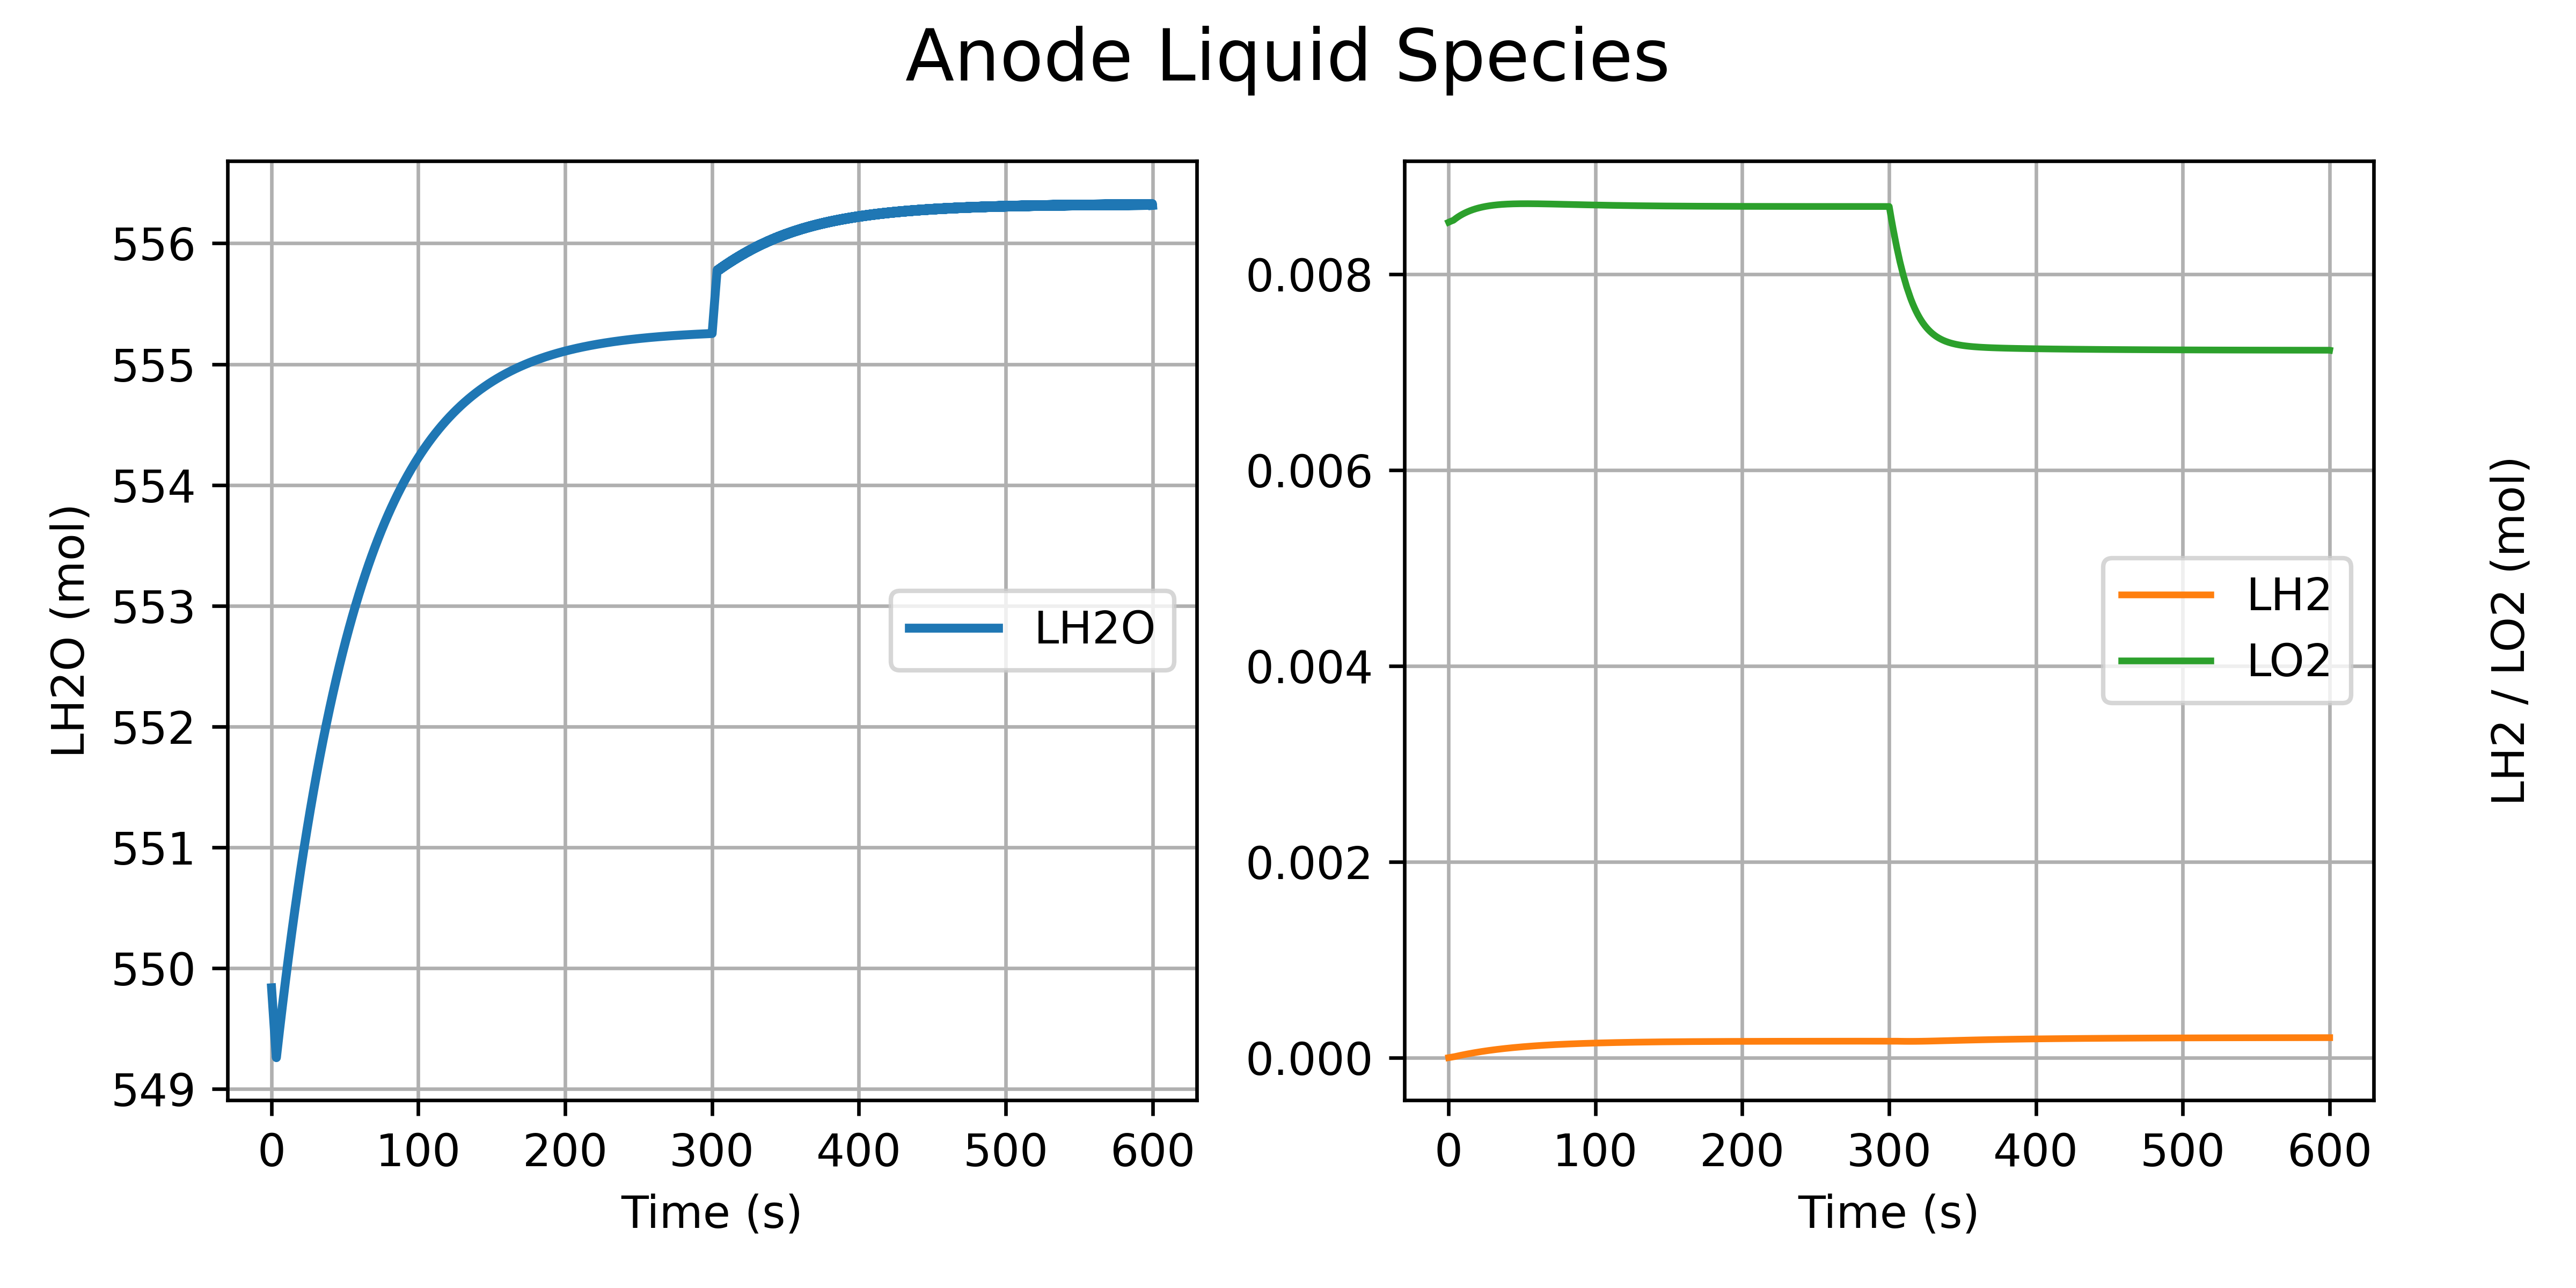 Anode Liquid Species
LH2O (mol)
556
555
554
553
552
551
550
549
0 100 200 300 400 500 600
Time (s)
LH2O
0.008
0.006
0.004
0.002
0.000
0 100 200 300 400 500 600
Time (s)
LH2
LO2
LH2 / LO2 (mol)